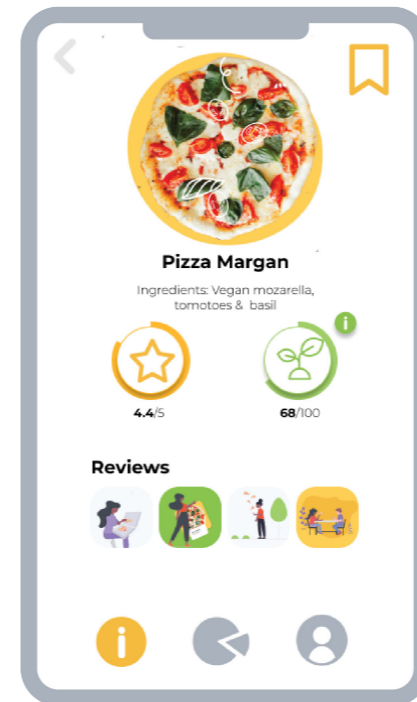 Pizza Margan
Ingredients: Vegan mozarella,
tomotoes & basil
i
4.4/5
68/100
Reviews
i